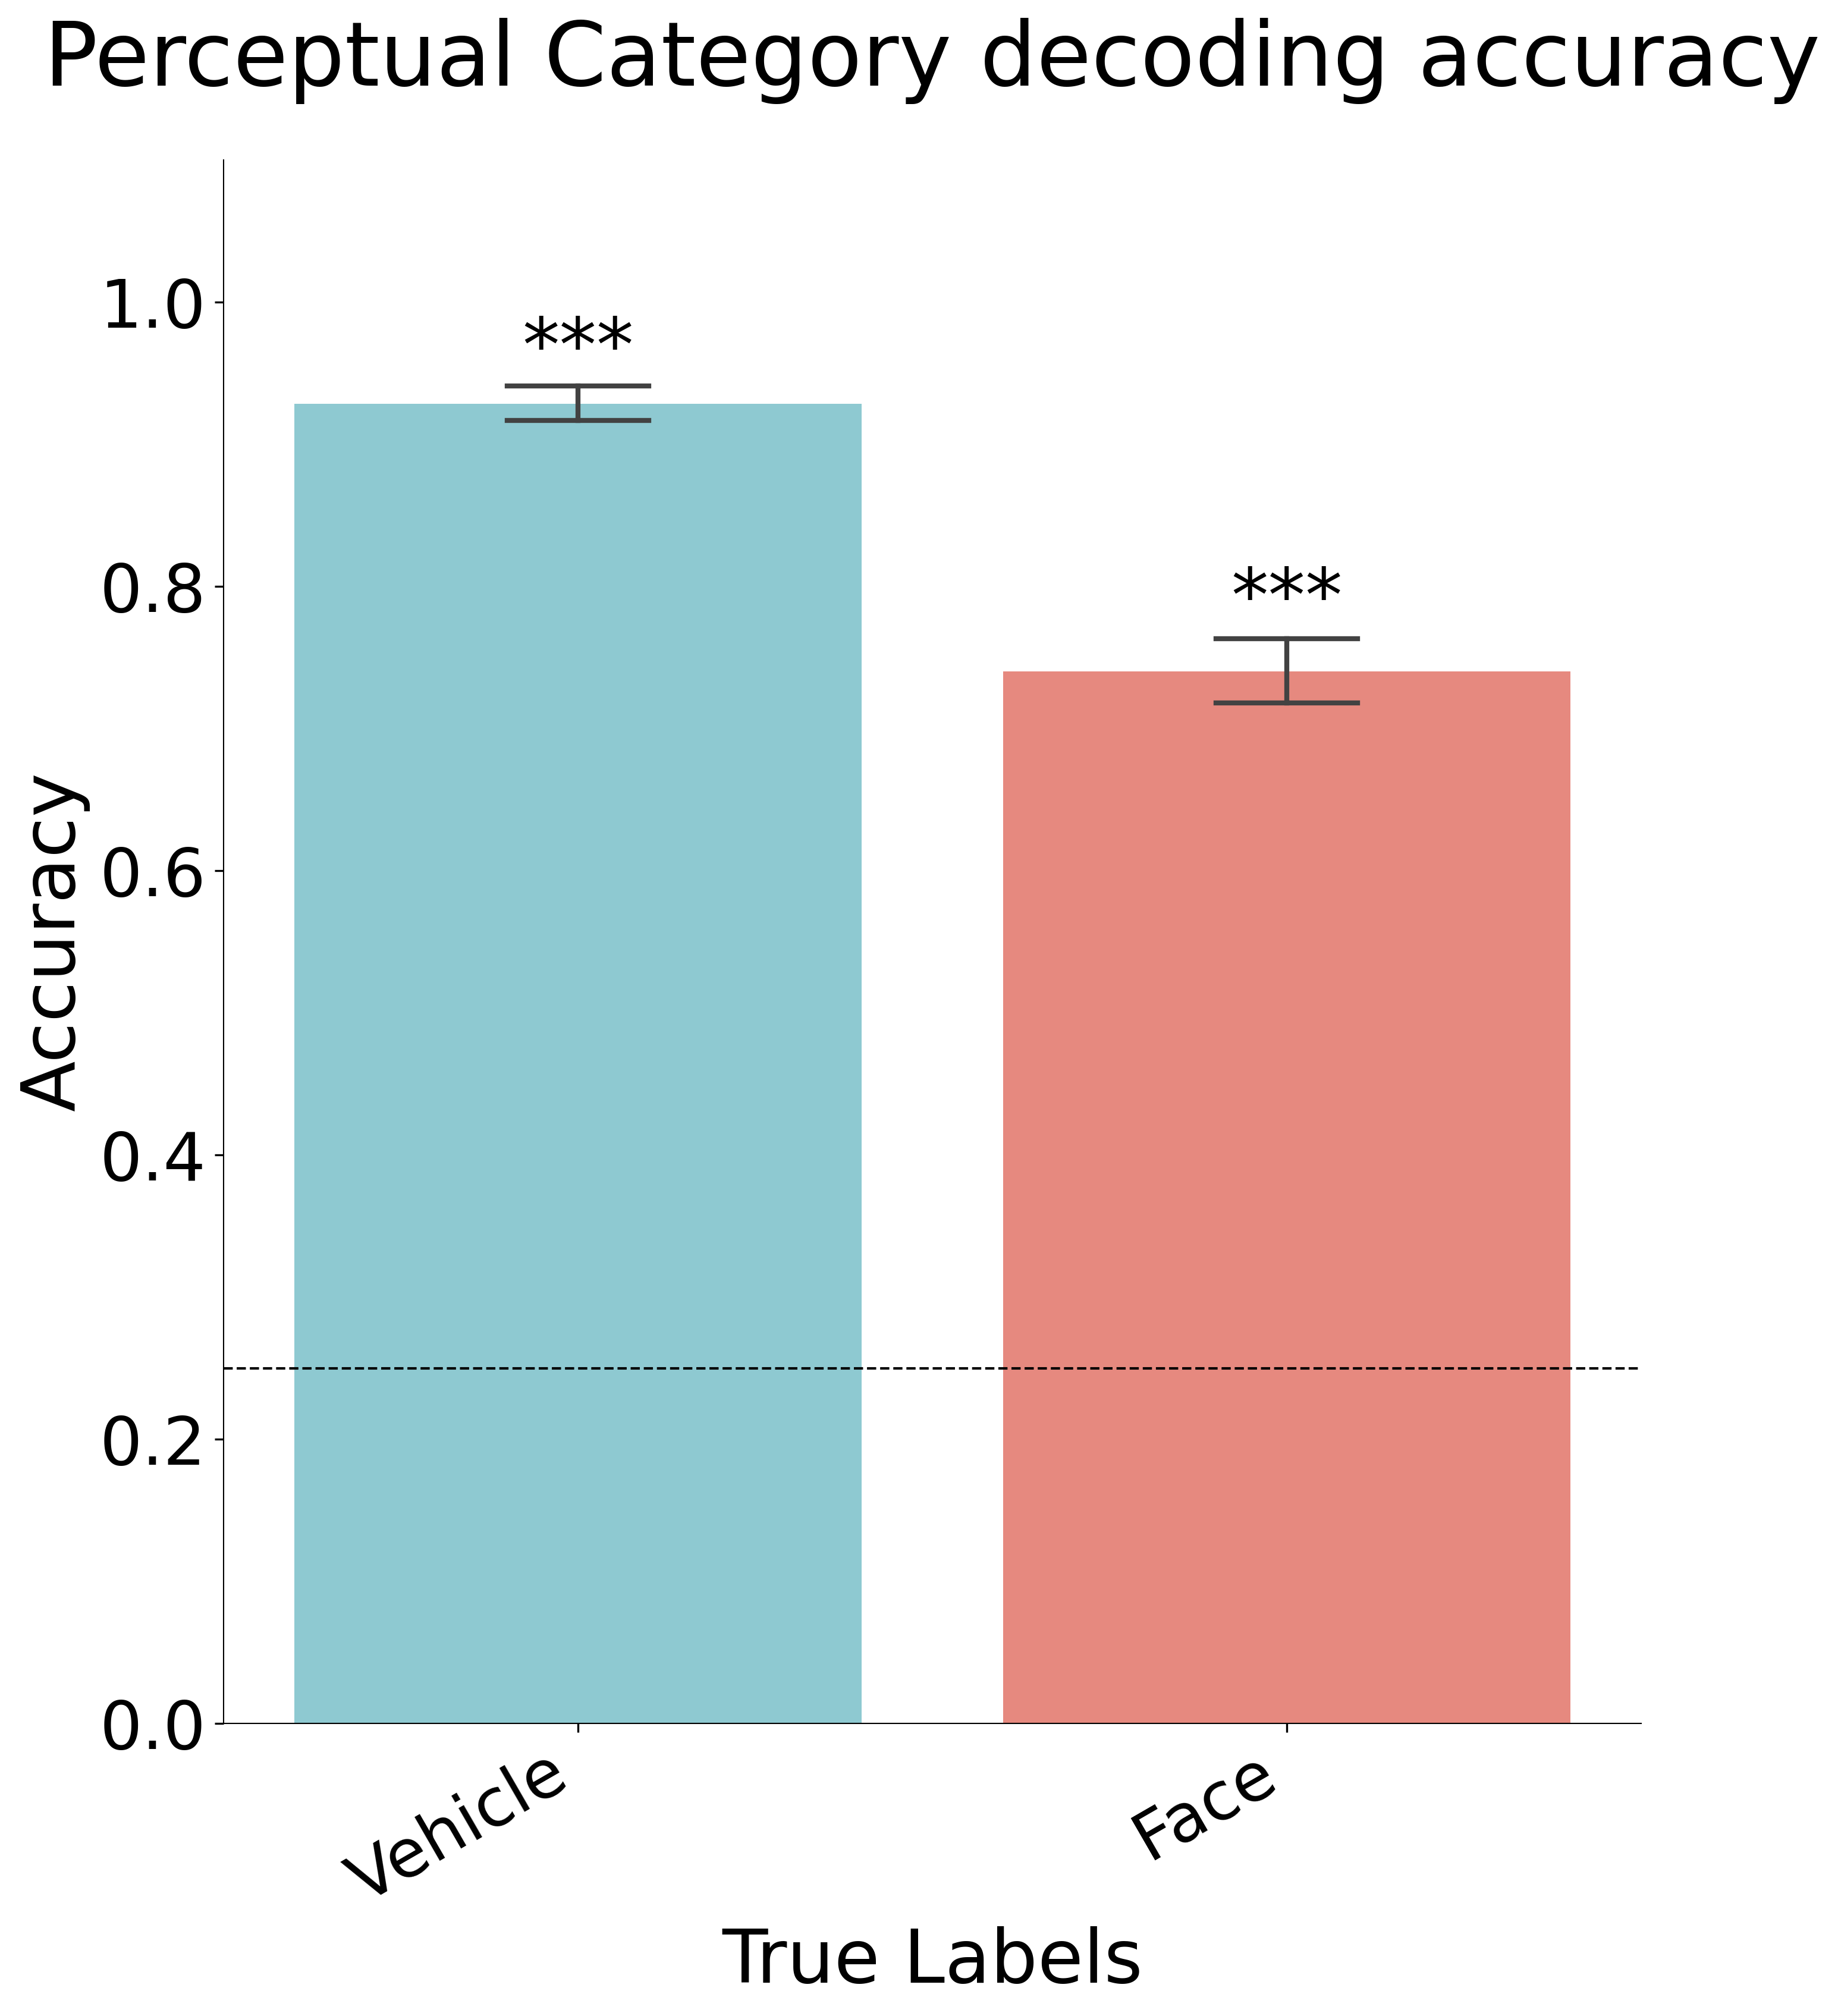 Perceptual Category decoding accuracy
1.0
0.8
0.6
0.4
0.2
0.0
Accuracy
***
***
Vehicle
Face
True Labels